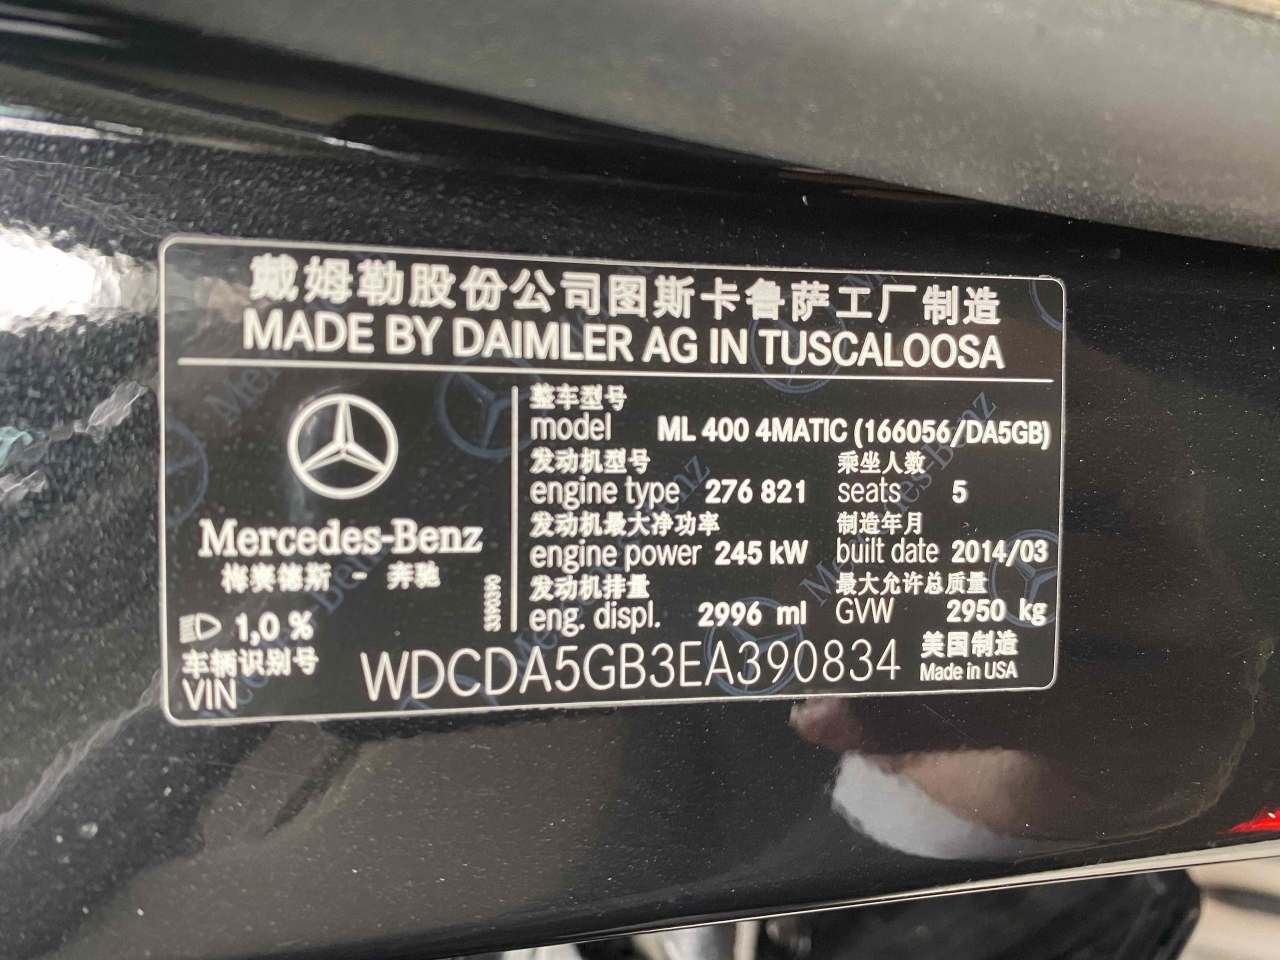 戴姆勒股份公司图斯卡鲁萨工厂制造
MADE BY DAIMLER AG IN TUSCALOOSA
Mercedes-Benz
梅赛德斯 - 奔驰
3390390
1,0 %
整车型号
model ML 400 4MATIC (166056/DA5GB)
发动机型号 乘坐人数
engine type 276 821 seats 5
发动机最大净功率 制造年月
engine power 245 kW built date 2014/03
发动机排量 最大允许总质量
eng. displ. 2996 ml GVW 2950 kg
车辆识别号
VIN WDCDA5GB3EA390834
美国制造
Made in USA